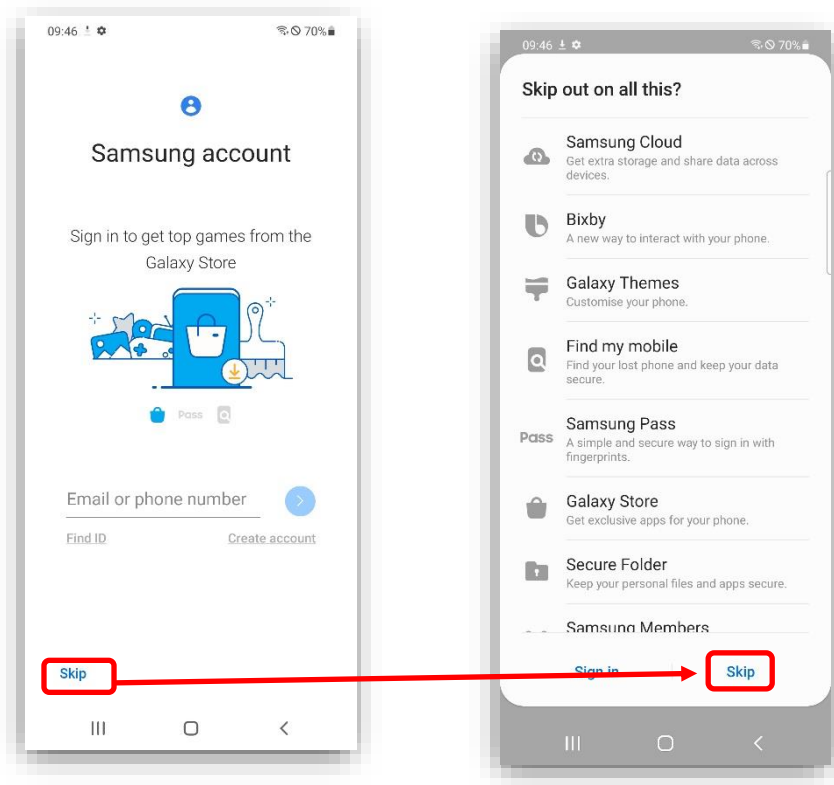 09:46 70%
Samsung account
Sign in to get top games from the
Galaxy Store
Pass
Email or phone number
Find ID Create account
Skip
09:46 70%
Skip out on all this?
Samsung Cloud
Get extra storage and share data across
devices.
Bixby
A new way to interact with your phone.
Galaxy Themes
Customise your phone.
Find my mobile
Find your lost phone and keep your data
secure.
Pass
Samsung Pass
A simple and secure way to sign in with
fingerprints.
Galaxy Store
Get exclusive apps for your phone.
Secure Folder
Keep your personal files and apps secure.
Samsung Members
Sign in Skip